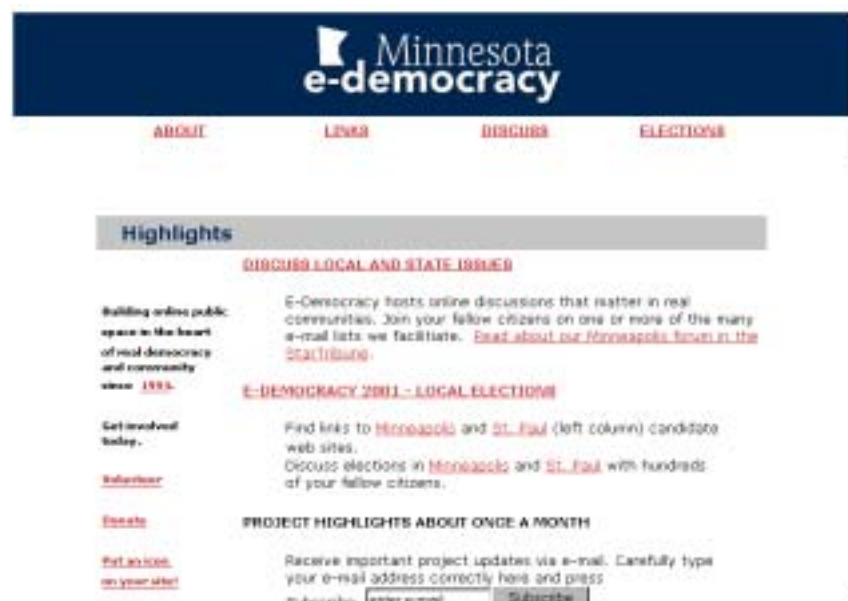 Minnesota
e-democracy
ABOUT LINKS DISCUSS ELECTIONS
Highlights
DISCUSS LOCAL AND STATE ISSUES
E-Democracy hosts online discussions that matter in real
communities. Join your fellow citizens on one or more of the many
e-mail lists we facilitate. Read about our Minneapolis forum in the
StarTribune.
Building online public
space in the heart
of real democracy
and community
since
E-DEMOCRACY 2001 - LOCAL ELECTIONS
Find links to Minneapolis and St. Paul (left column) candidate
web sites.
Discuss elections in Minneapolis and St. Paul with hundreds
of your fellow citizens.
Get involved
today.
Volunteer
Donate
Put an icon
on your site!
PROJECT HIGHLIGHTS ABOUT ONCE A MONTH
Receive important project updates via e-mail. Carefully type
your e-mail address correctly here and press
Subscribe. Subscribe